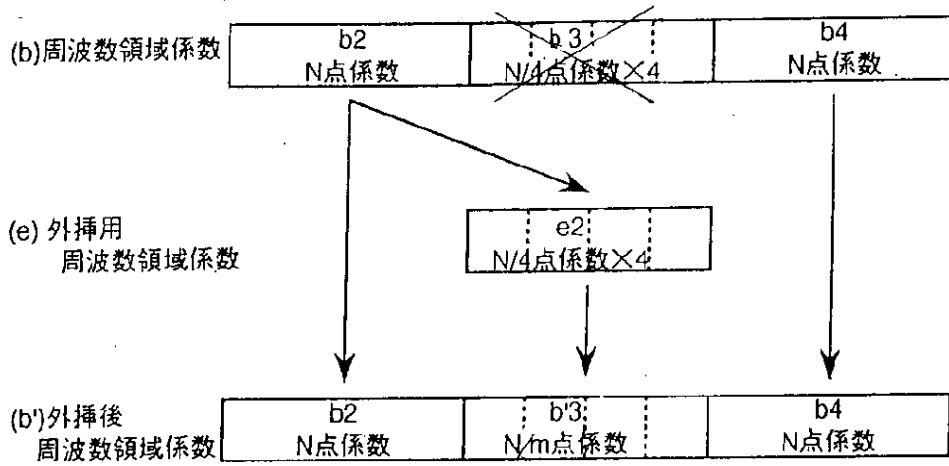 (b)周波数領域係数
b2
N点係数
b3
N/4点係数×4
b4
N点係数
(e) 外挿用
周波数領域係数
e2
N/4点係数×4
(b')外挿後
周波数領域係数
b2
N点係数
b'3
N/m点係数
b4
N点係数